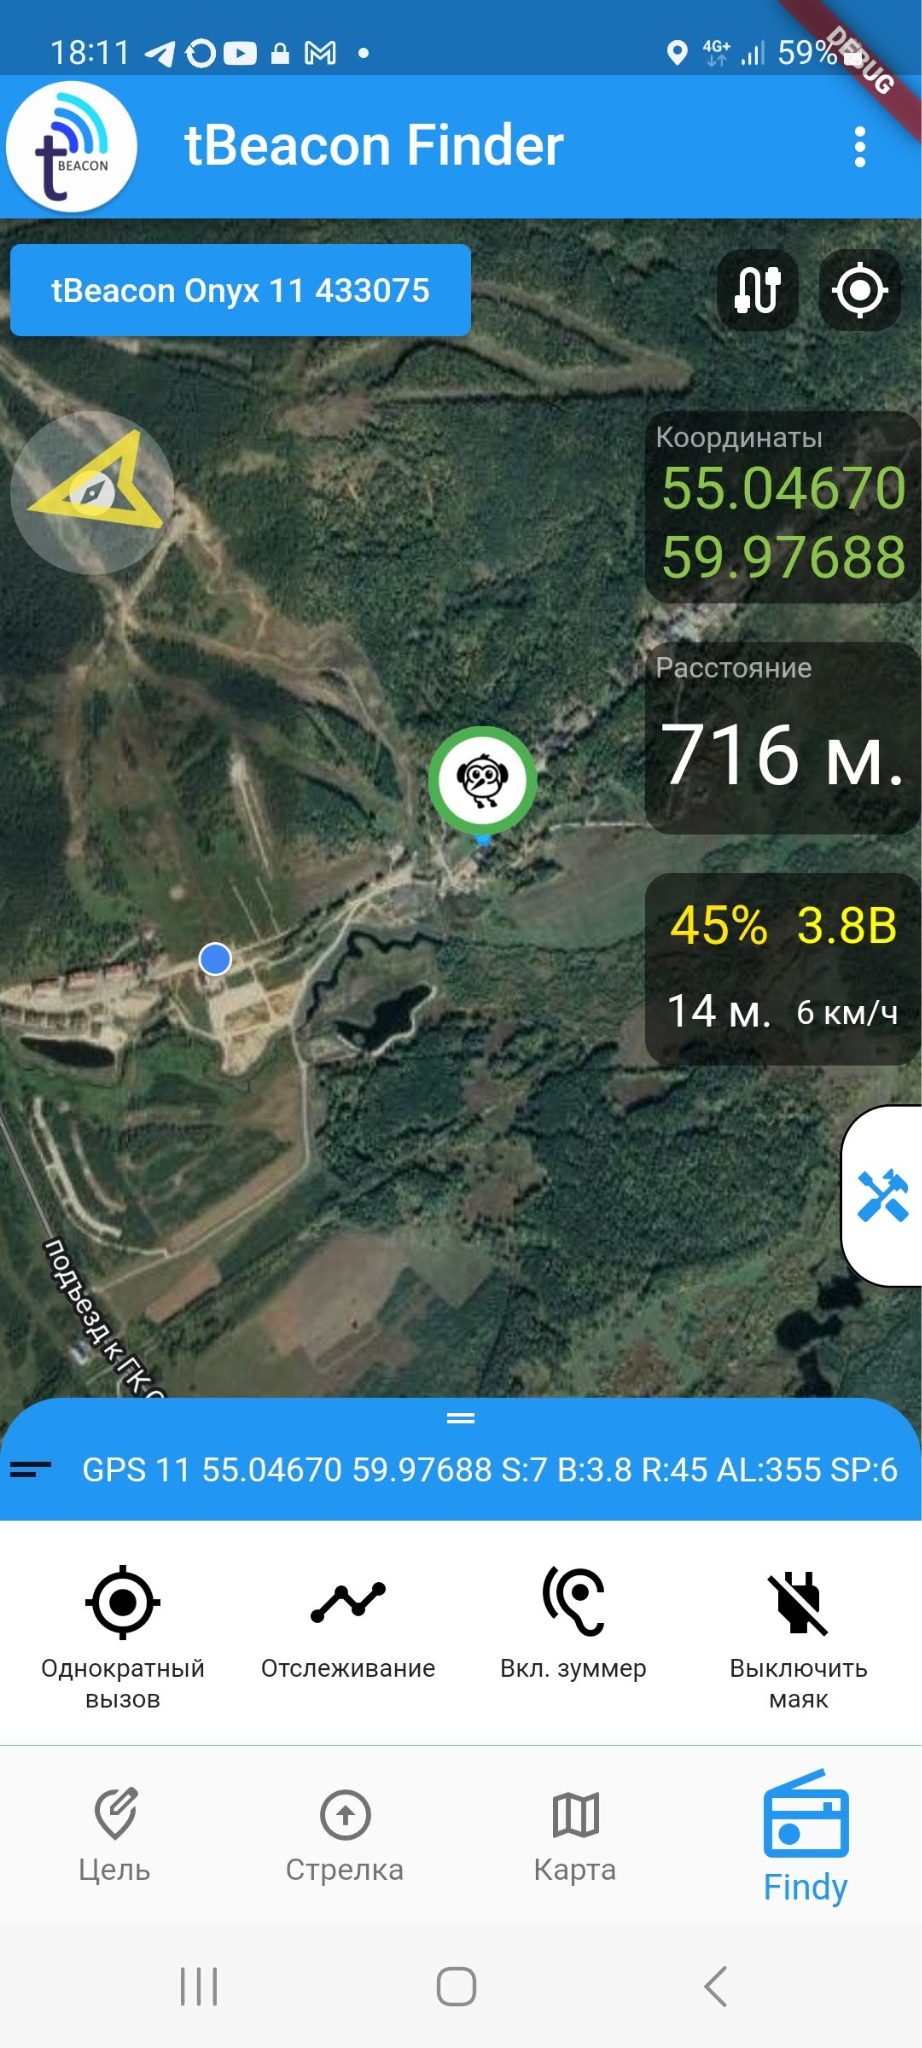 18:11
4G+
59%
DEBUG
t
BEACON
tBeacon Finder
tBeacon Onyx 11 433075
Координаты
55.04670
59.97688
Расстояние
716 м.
45% 3.8В
14 м. 6 км/ч
подъезд к ГК
GPS 11 55.04670 59.97688 S:7 B:3.8 R:45 AL:355 SP:6
Однократный
вызов
Отслеживание
Вкл. зуммер
Выключить
маяк
Цель
Стрелка
Карта
Findy